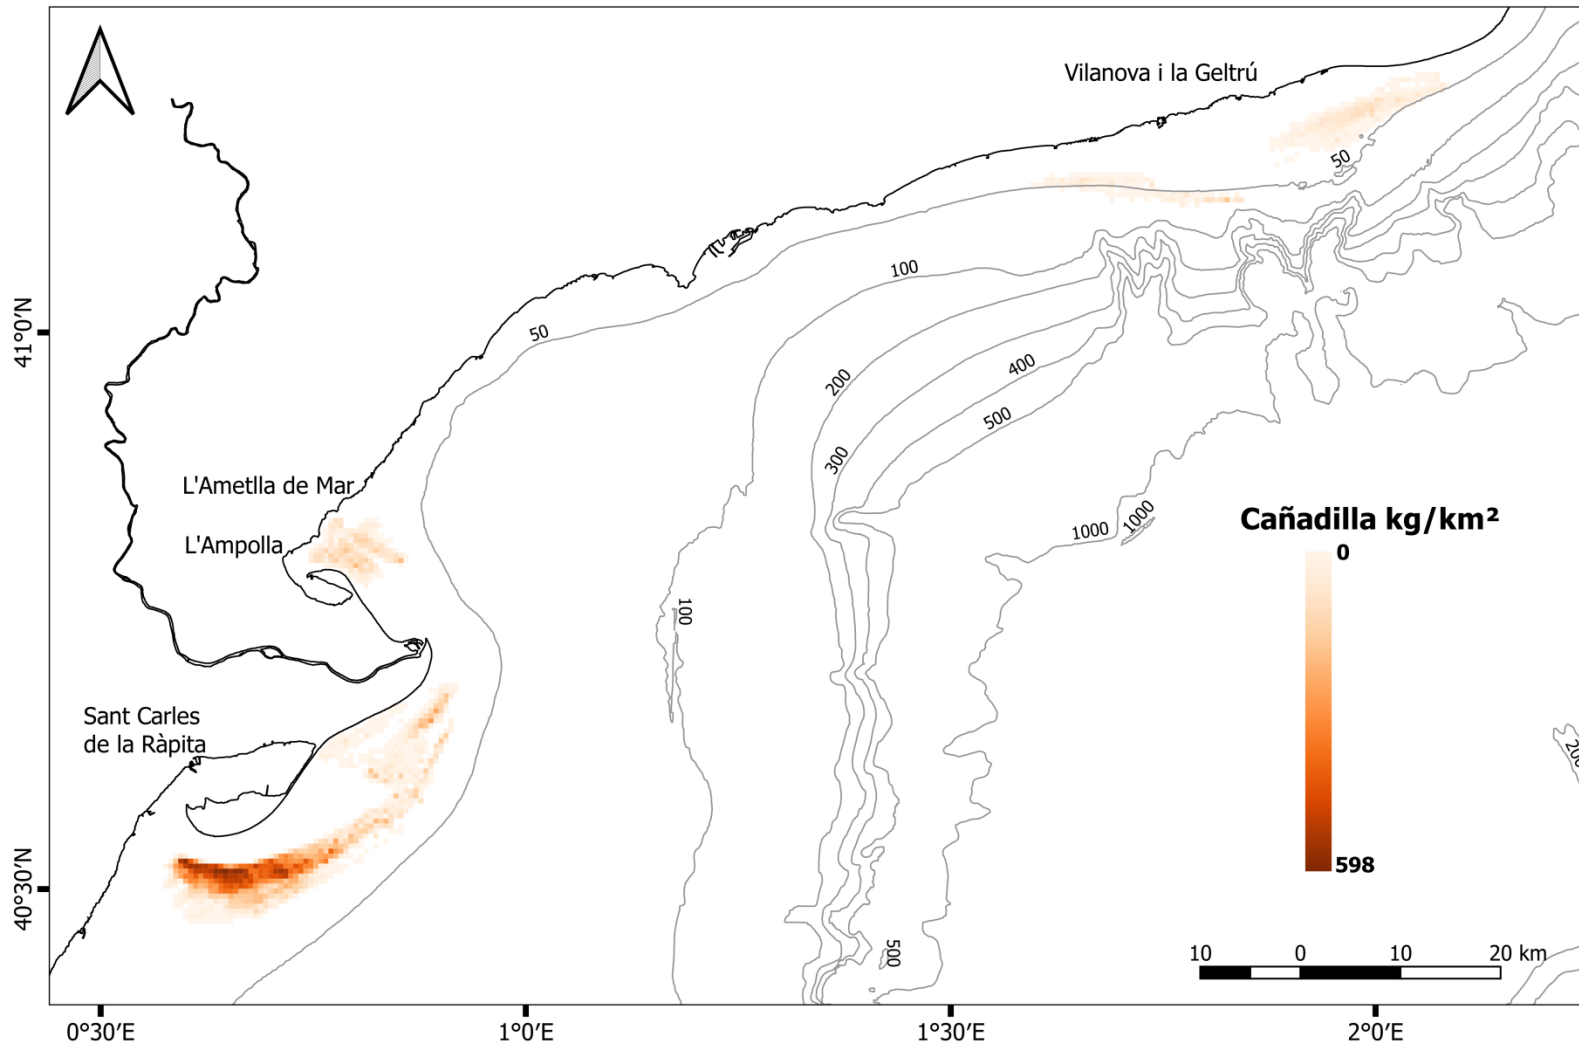 Vilanova i la Geltrú
50
100
50
41°0′N
200
400
500
300
L'Ametlla de Mar
L'Ampolla
1000
1000
Cañadilla kg/km²
0
598
100
Sant Carles
de la Ràpita
200
40°30′N
500
10 0 10 20 km
0°30′E 1°0′E 1°30′E 2°0′E